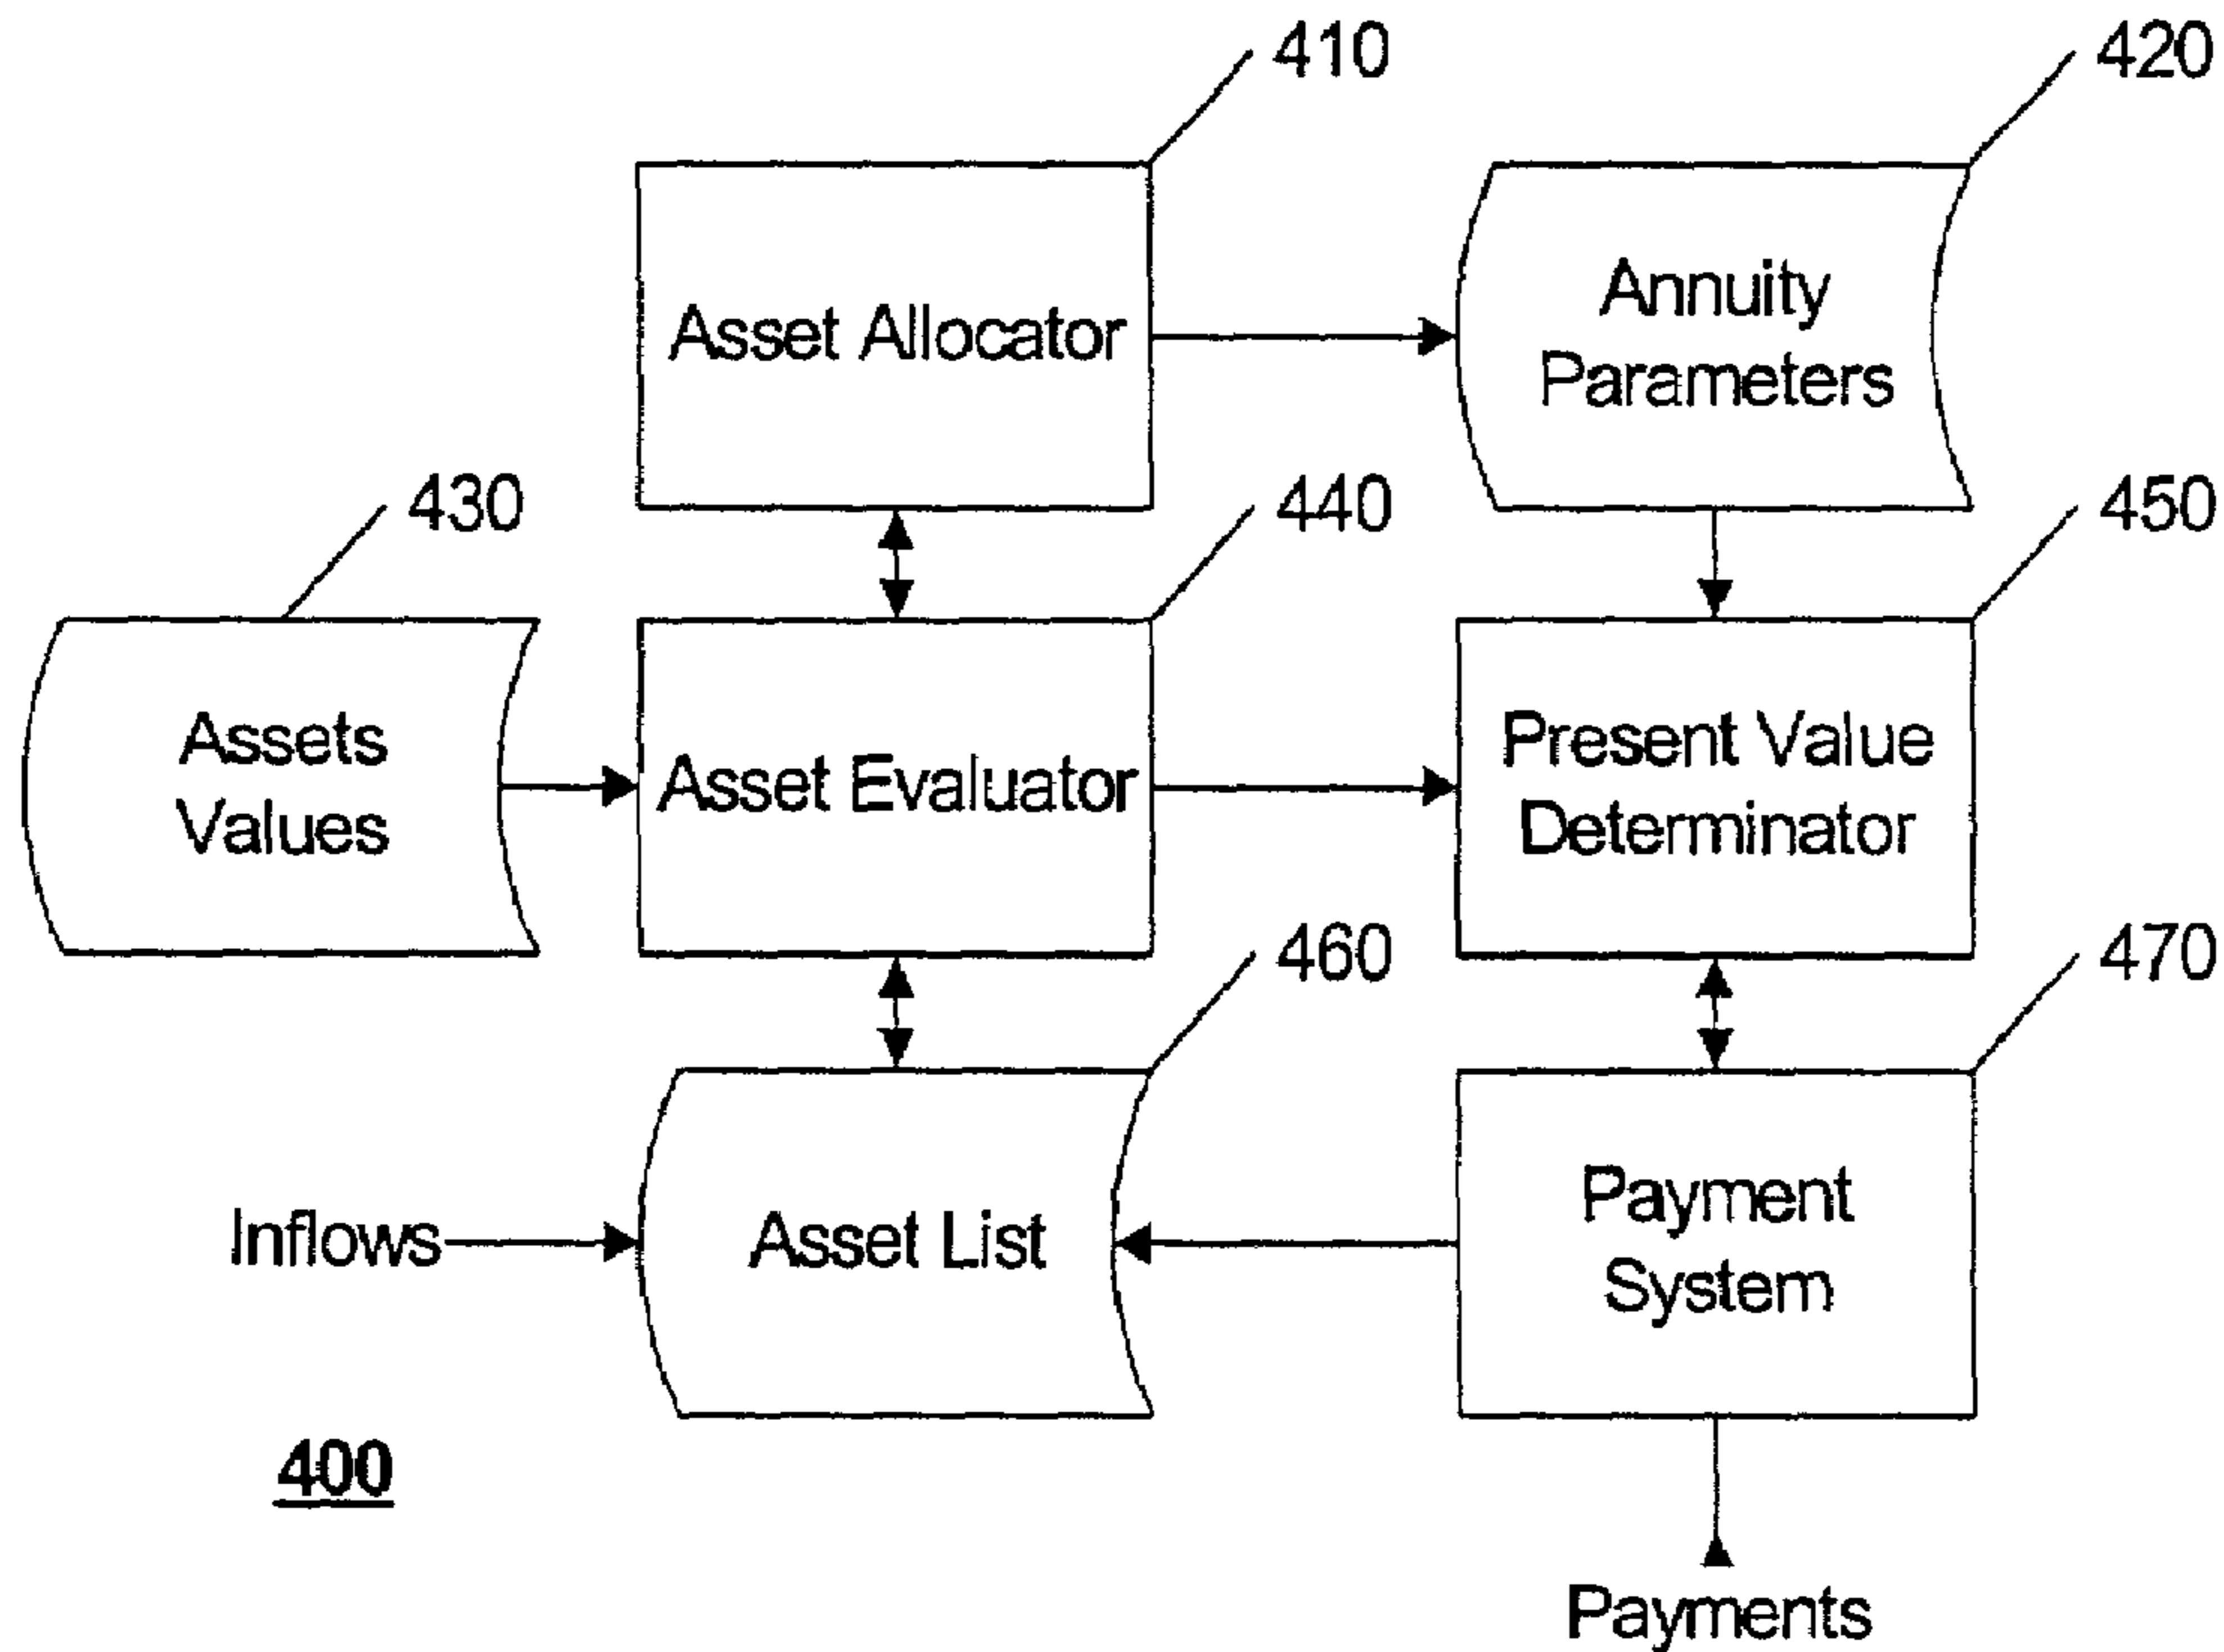 410
420
Asset Allocator
Annuity
Parameters
430
440
450
Assets
Values
Asset Evaluator
Present Value
Determinator
460
470
Inflows
Asset List
Payment
System
400
Payments